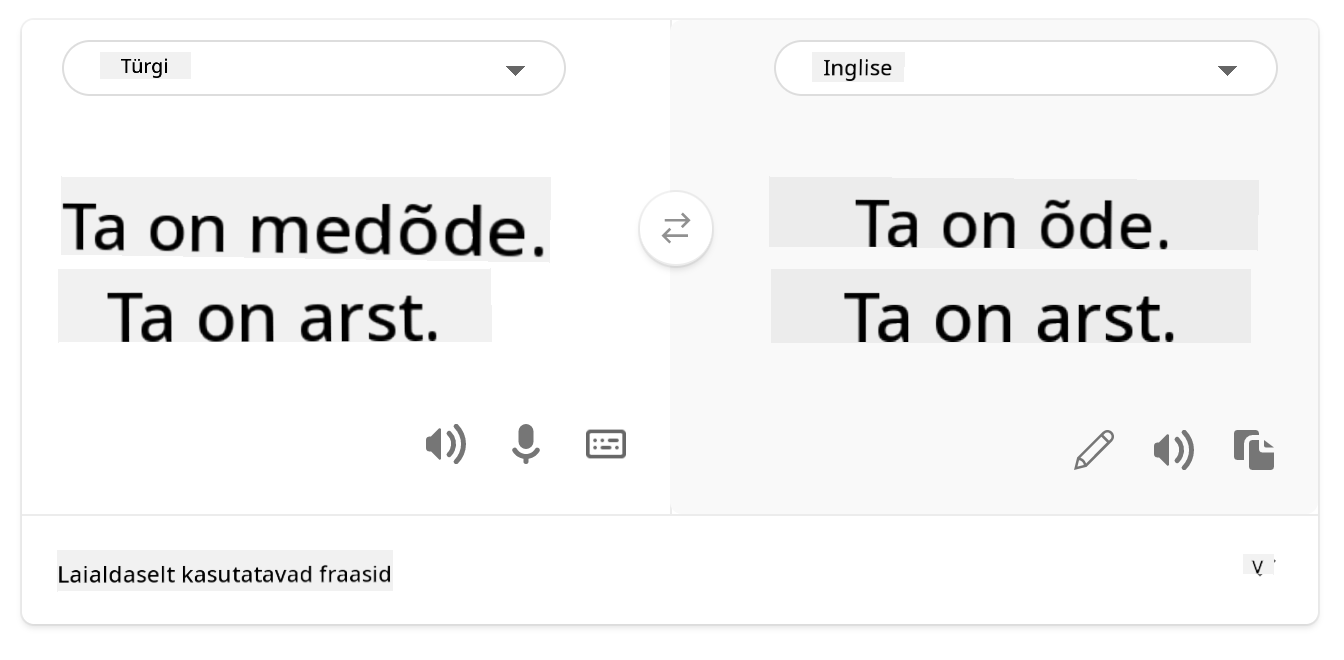 Türgi
Inglise
Ta on medõde.
Ta on arst.
Ta on õde.
Ta on arst.
Laialdaselt kasutatavad fraasid